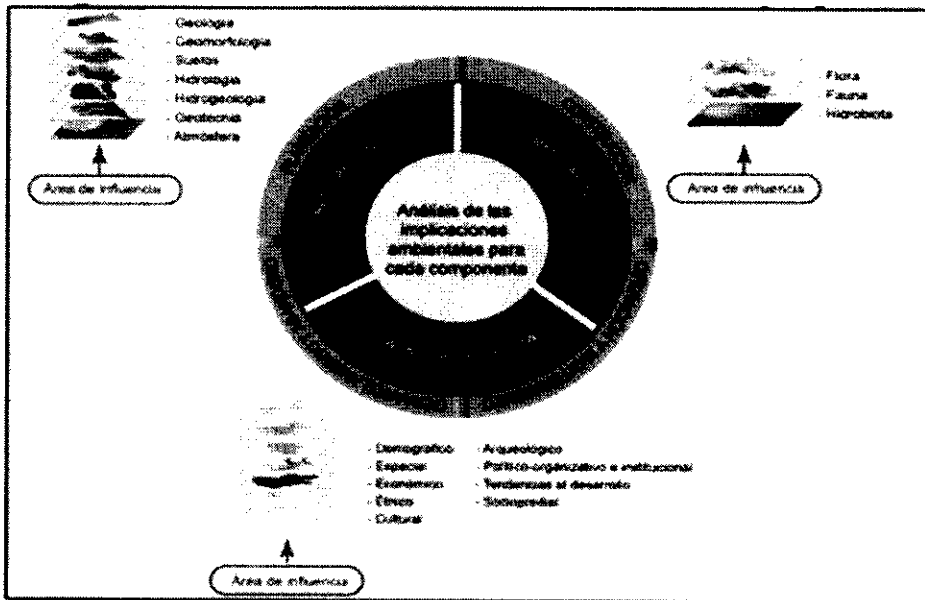 - Geología
- Geomorfología
- Suelos
- Hidrología
- Hidrogeología
- Geotecnia
- Atmósfera
Área de influencia
- Flora
- Fauna
- Hidrobiota
Área de influencia
Análisis de las
implicaciones
ambientales para
cada componente
- Demográfico
- Espacial
- Económico
- Étnico
- Cultural
- Arqueológico
- Político-organizativo e institucional
- Tendencias al desarrollo
- Sociopredial
Área de influencia